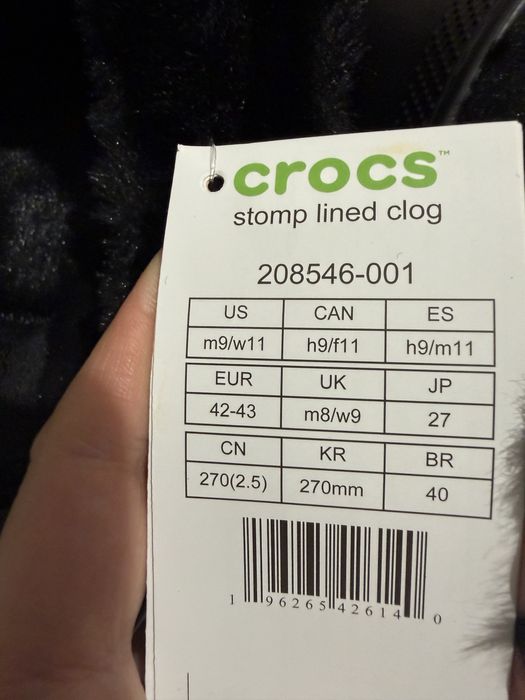 crocs™
stomp lined clog
208546-001
US CAN ES
m9/w11 h9/f11 h9/m11
EUR UK JP
42-43 m8/w9 27
CN KR BR
270(2.5) 270mm 40
1 96265 42614 0